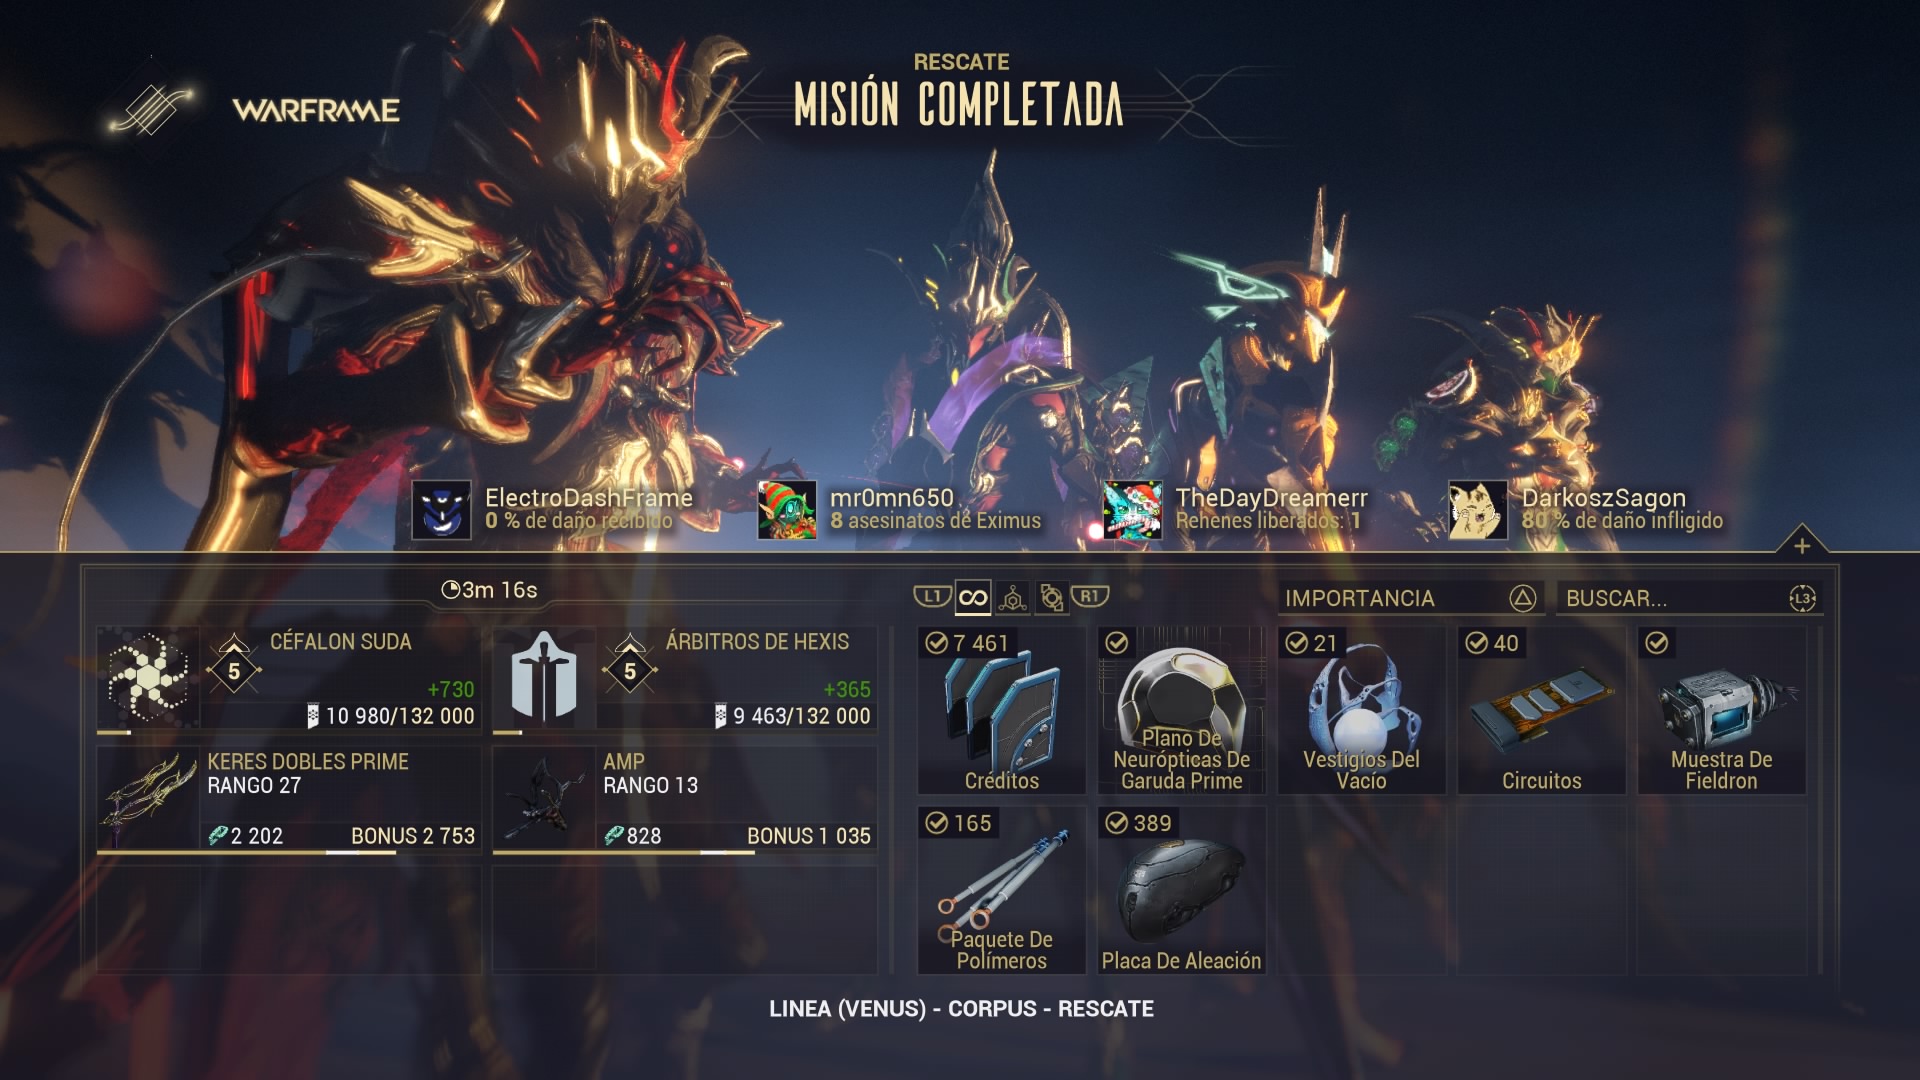 RESCATE
MISIÓN COMPLETADA
WARFRAME
ElectroDashFrame
0 % de daño recibido
mr0mn650
8 asesinatos de Eximus
TheDayDreamerr
Rehenes liberados: 1
DarkoszSagon
80 % de daño infligido
3m 16s
5
CÉFALON SUDA
+730
10 980/132 000
5
ÁRBITROS DE HEXIS
+365
9 463/132 000
KERES DOBLES PRIME
RANGO 27
2 202
BONUS 2 753
AMP
RANGO 13
828
BONUS 1 035
L1
R1
IMPORTANCIA
BUSCAR...
L3
7 461
Créditos
Plano De
Neurópticas De
Garuda Prime
21
Vestigios Del
Vacío
40
Circuitos
Muestra De
Fieldron
165
Paquete De
Polímeros
389
Placa De Aleación
LINEA (VENUS) - CORPUS - RESCATE